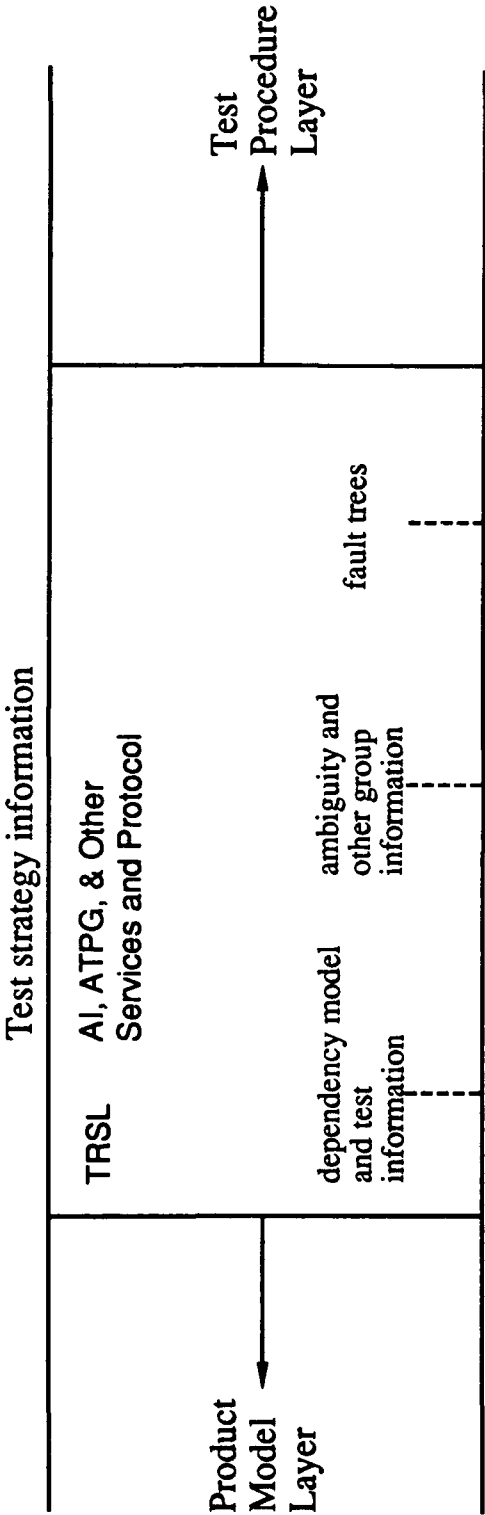 Test strategy information
Product
Model
Layer
TRSL
AI, ATPG, & Other
Services and Protocol
Test
Procedure
Layer
dependency model
and test
information
ambiguity and
other group
information
fault trees